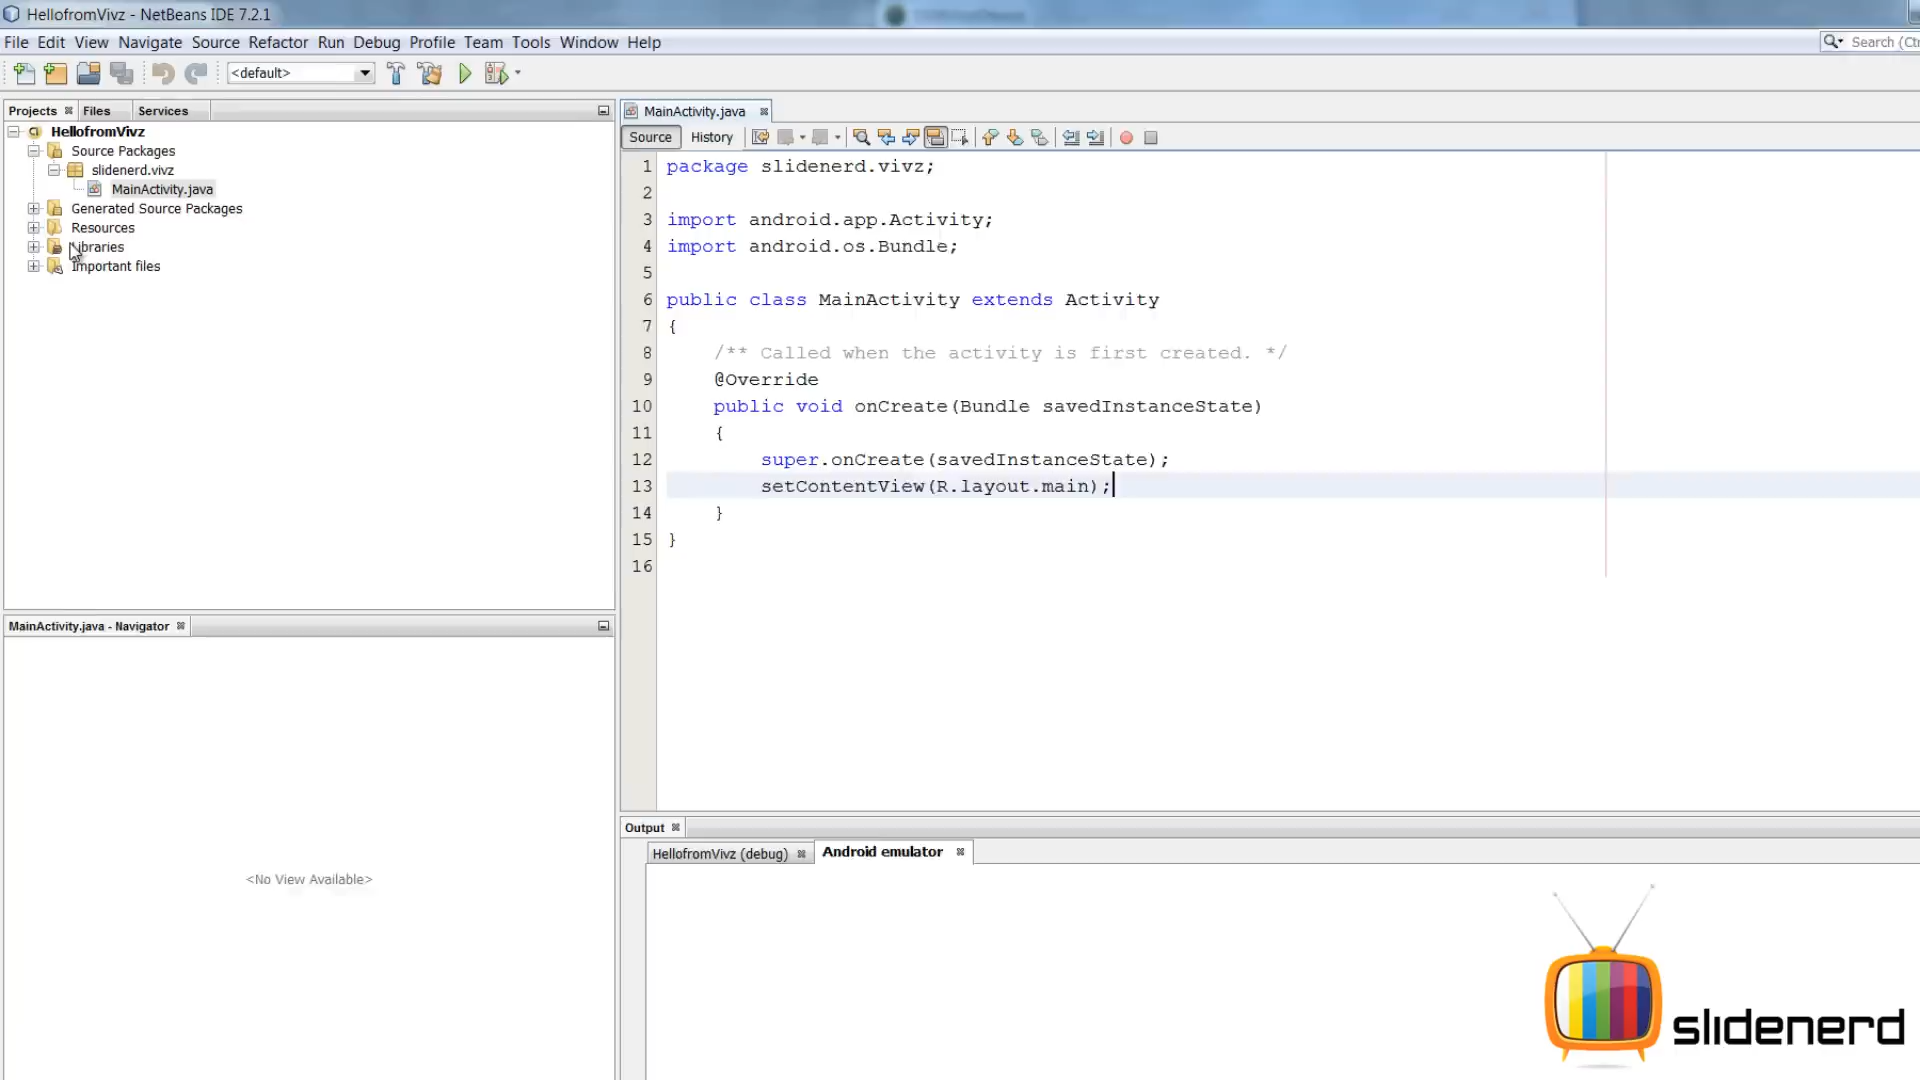 HellofromVivz - NetBeans IDE 7.2.1
File Edit View Navigate Source Refactor Run Debug Profile Team Tools Window Help
Search (Ctr
<default>
Projects Files Services
HellofromVivz
Source Packages
slidenerd.vivz
MainActivity.java
Generated Source Packages
Resources
Libraries
Important files
MainActivity.java - Navigator
<No View Available>
MainActivity.java
Source History
1 package slidenerd.vivz;
2
3 import android.app.Activity;
4 import android.os.Bundle;
5
6 public class MainActivity extends Activity
7 {
8 /** Called when the activity is first created. */
9 @Override
10 public void onCreate(Bundle savedInstanceState)
11 {
12 super.onCreate(savedInstanceState);
13 setContentView(R.layout.main);
14 }
15 }
16
Output
HellofromVivz (debug) Android emulator
slidenerd